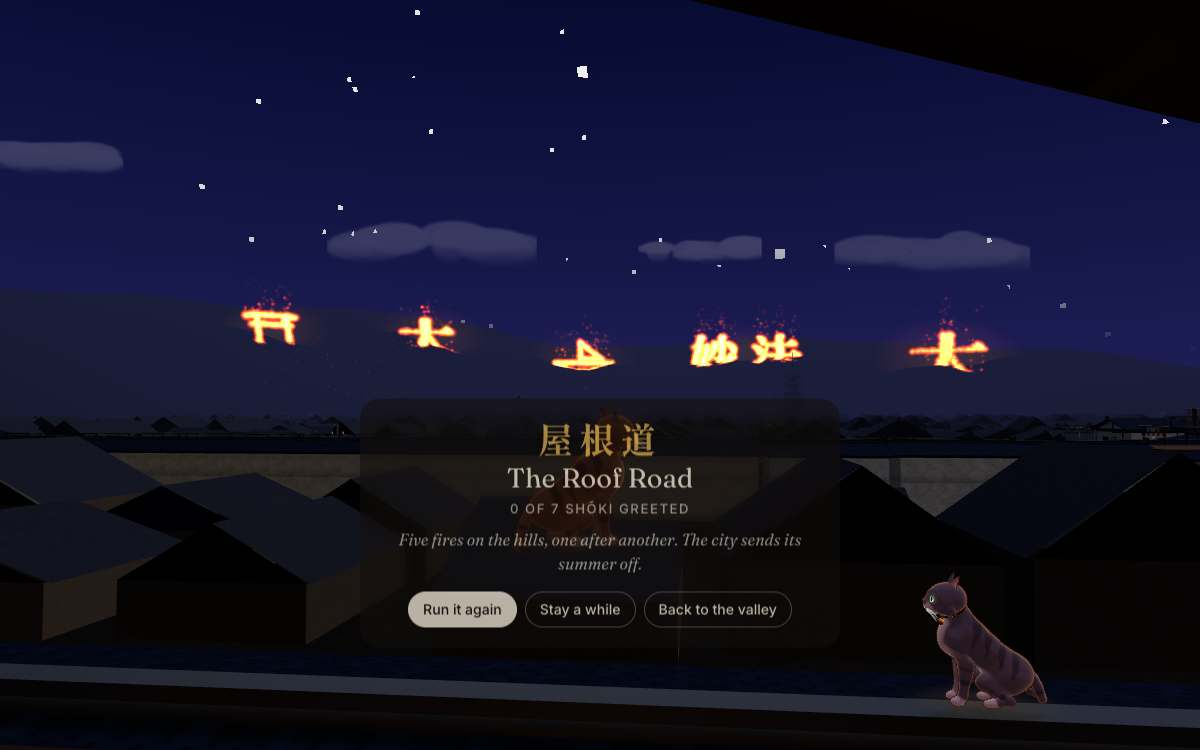 大 妙 法 大
屋根道
The Roof Road
0 OF 7 SHŌKI GREETED
Five fires on the hills, one after another. The city sends its
summer off.
Run it again
Stay a while
Back to the valley